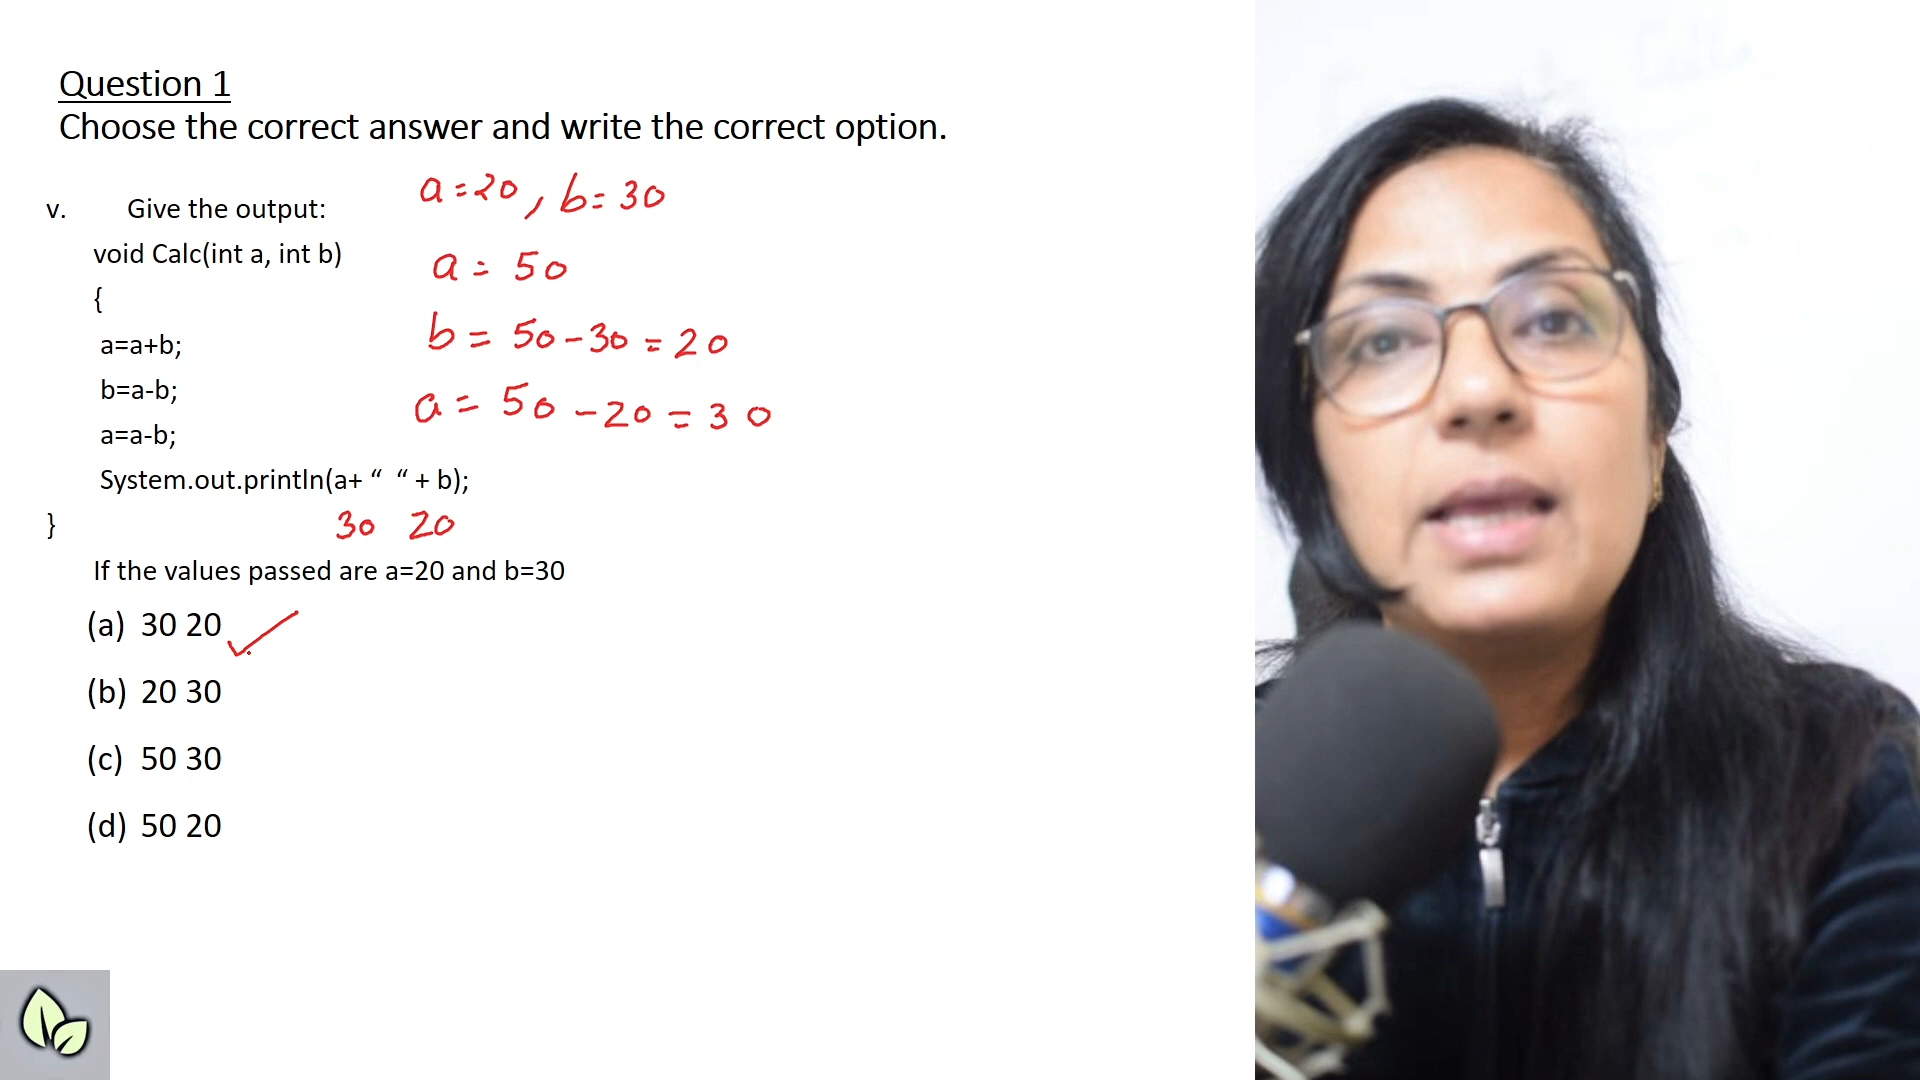 Question 1
Choose the correct answer and write the correct option.
a=20, b=30
v. Give the output:
void Calc(int a, int b)
a = 50
{
b = 50-30 = 20
a=a+b;
b=a-b;
a = 50 -20 = 30
a=a-b;
System.out.println(a+ “ “ + b);
30 20
}
If the values passed are a=20 and b=30
(a) 30 20
(b) 20 30
(c) 50 30
(d) 50 20